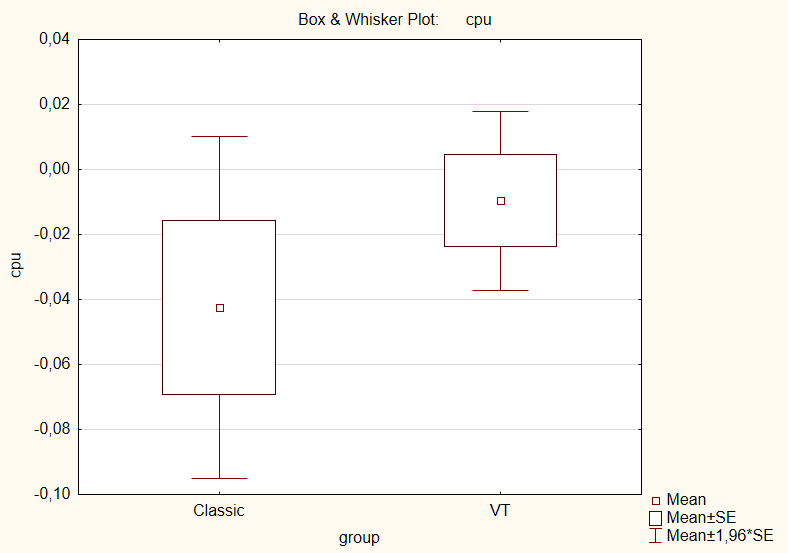 Box & Whisker Plot: cpu
0,04
0,02
0,00
-0,02
-0,04
-0,06
-0,08
-0,10
cpu
Classic
VT
group
Mean
Mean±SE
Mean±1,96*SE